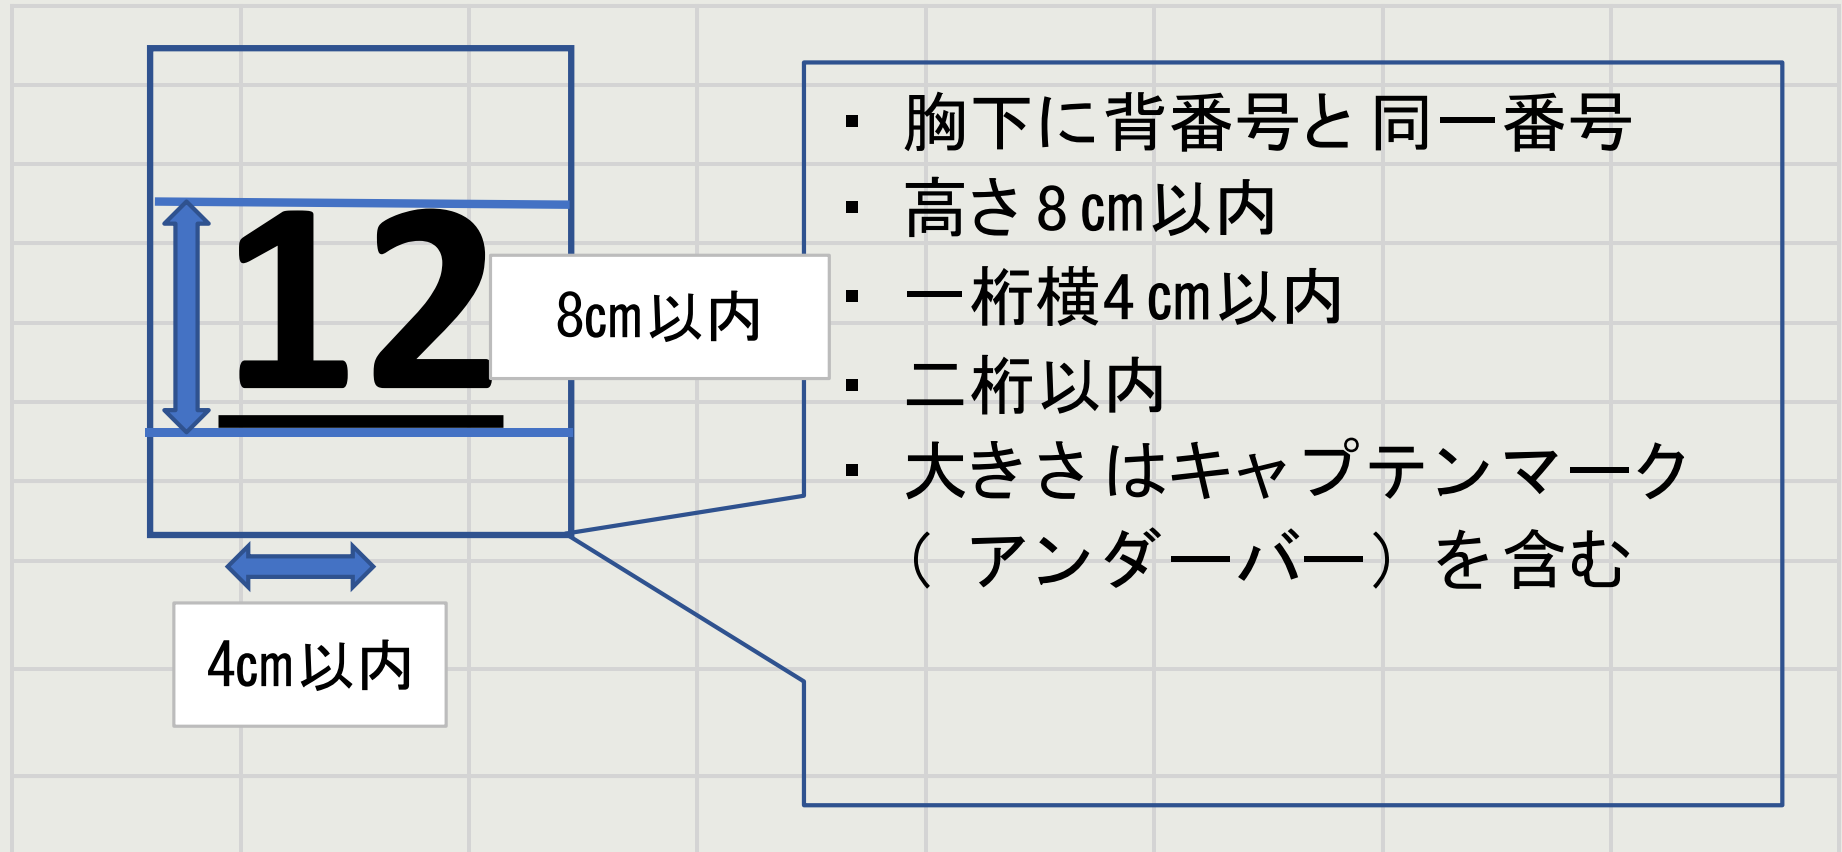 12
8cm以内
4cm以内
・ 胸下に背番号と同一番号
・ 高さ8cm以内
・ 一桁横4cm以内
・ 二桁以内
・ 大きさはキャプテンマーク
（アンダーバー）を含む